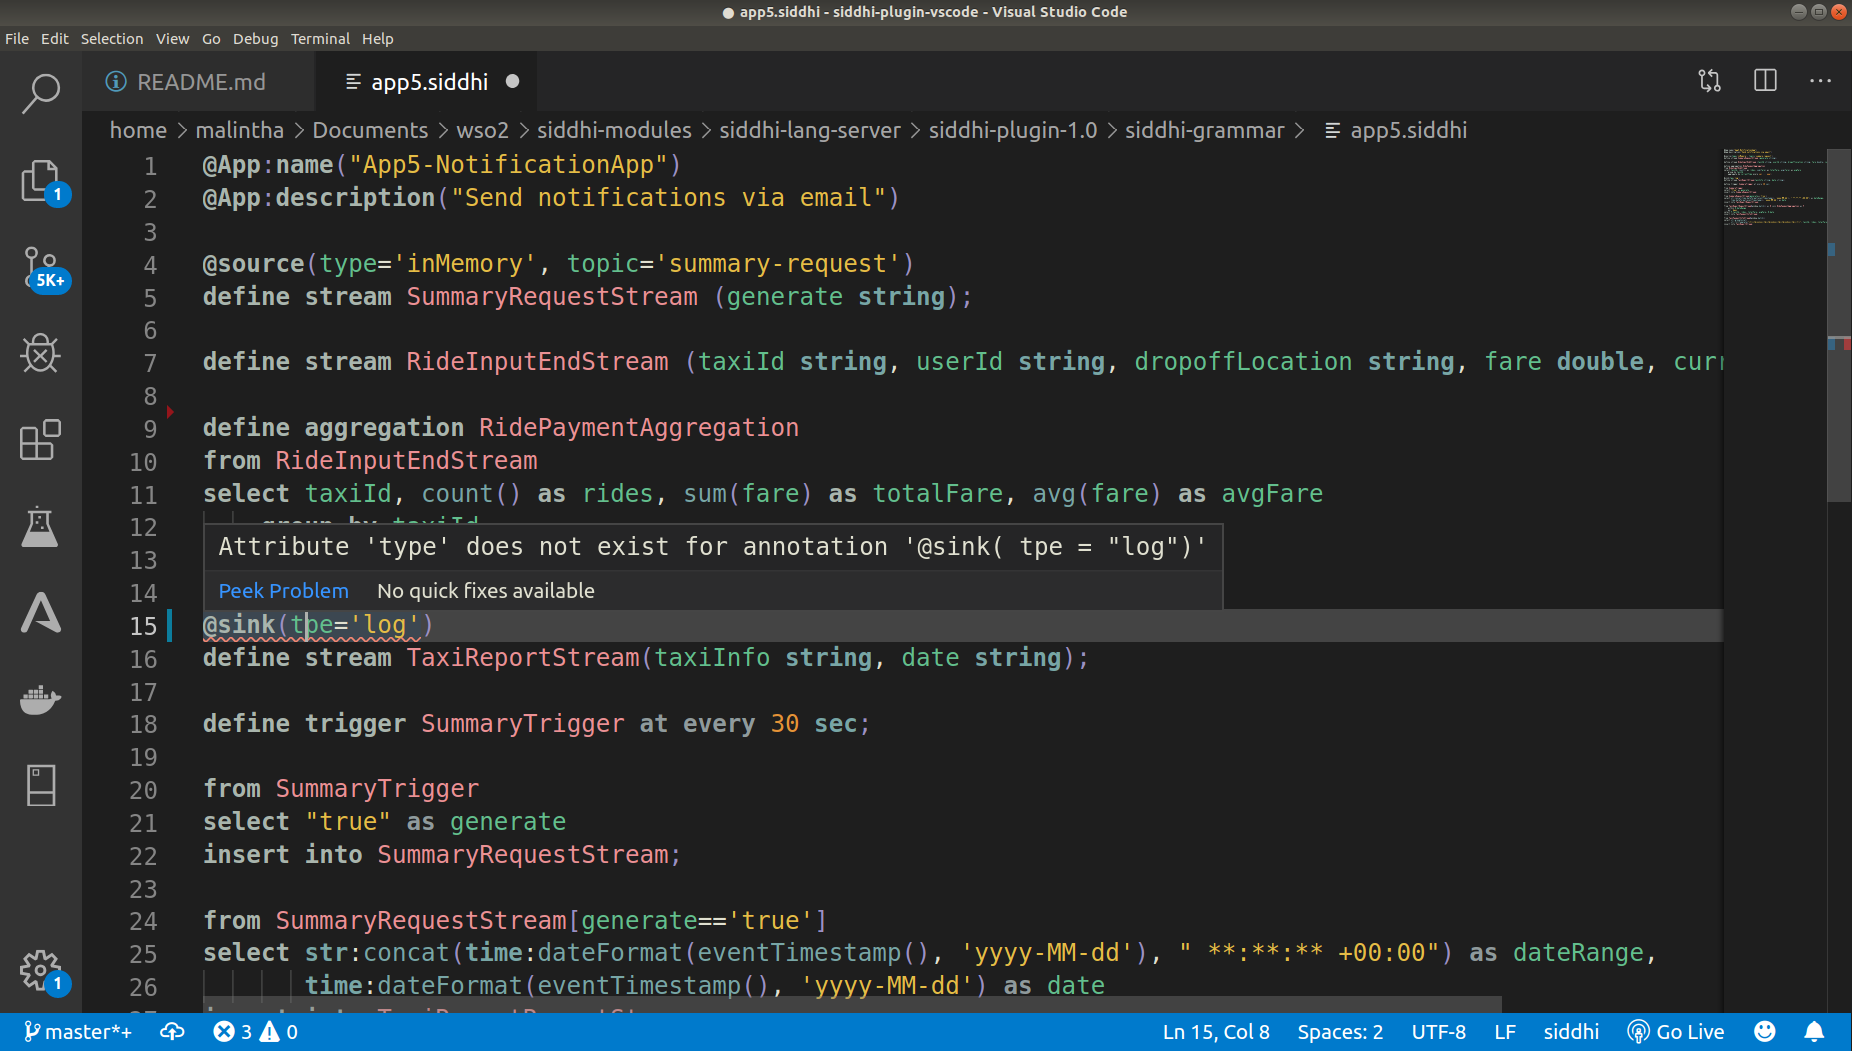 ● app5.siddhi - siddhi-plugin-vscode - Visual Studio Code
File Edit Selection View Go Debug Terminal Help
README.md app5.siddhi
home > malintha > Documents > wso2 > siddhi-modules > siddhi-lang-server > siddhi-plugin-1.0 > siddhi-grammar > app5.siddhi
1 @App:name("App5-NotificationApp")
2 @App:description("Send notifications via email")
3
4 @source(type='inMemory', topic='summary-request')
5 define stream SummaryRequestStream (generate string);
6
7 define stream RideInputEndStream (taxiId string, userId string, dropoffLocation string, fare double, curr
8
9 define aggregation RidePaymentAggregation
10 from RideInputEndStream
11 select taxiId, count() as rides, sum(fare) as totalFare, avg(fare) as avgFare
12 group by taxiId
13 Attribute 'type' does not exist for annotation '@sink( tpe = "log")'
14 Peek Problem No quick fixes available
15 @sink(tpe='log')
16 define stream TaxiReportStream(taxiInfo string, date string);
17
18 define trigger SummaryTrigger at every 30 sec;
19
20 from SummaryTrigger
21 select "true" as generate
22 insert into SummaryRequestStream;
23
24 from SummaryRequestStream[generate=='true']
25 select str:concat(time:dateFormat(eventTimestamp(), 'yyyy-MM-dd'), " **:**:** +00:00") as dateRange,
26 time:dateFormat(eventTimestamp(), 'yyyy-MM-dd') as date
1
5K+
1
master*+ 3 0 Ln 15, Col 8 Spaces: 2 UTF-8 LF siddhi Go Live